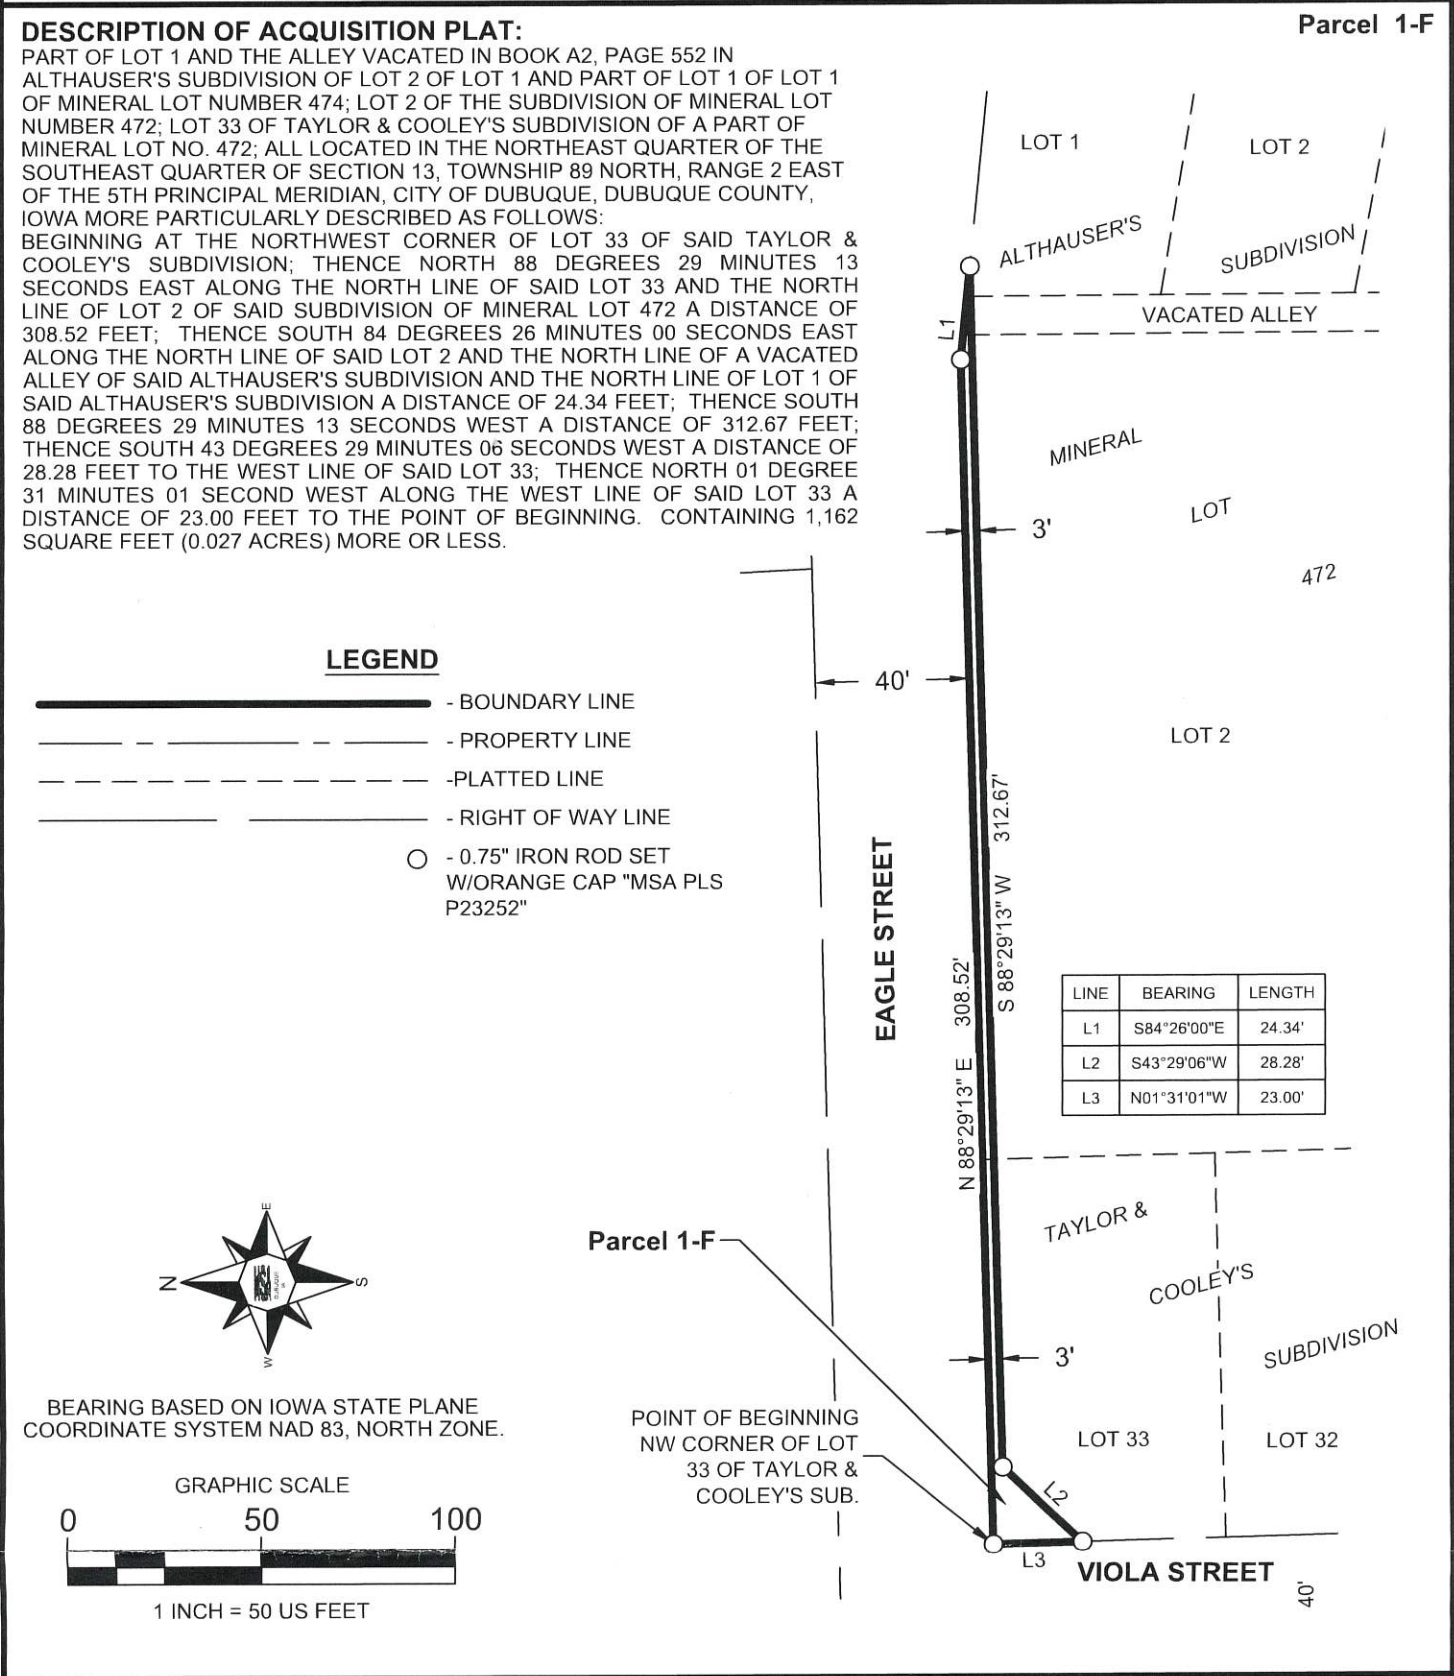 Parcel 1-F
DESCRIPTION OF ACQUISITION PLAT:
PART OF LOT 1 AND THE ALLEY VACATED IN BOOK A2, PAGE 552 IN
ALTHAUSER'S SUBDIVISION OF LOT 2 OF LOT 1 AND PART OF LOT 1 OF LOT 1
OF MINERAL LOT NUMBER 474; LOT 2 OF THE SUBDIVISION OF MINERAL LOT
NUMBER 472; LOT 33 OF TAYLOR & COOLEY'S SUBDIVISION OF A PART OF
MINERAL LOT NO. 472; ALL LOCATED IN THE NORTHEAST QUARTER OF THE
SOUTHEAST QUARTER OF SECTION 13, TOWNSHIP 89 NORTH, RANGE 2 EAST
OF THE 5TH PRINCIPAL MERIDIAN, CITY OF DUBUQUE, DUBUQUE COUNTY,
IOWA MORE PARTICULARLY DESCRIBED AS FOLLOWS:
BEGINNING AT THE NORTHWEST CORNER OF LOT 33 OF SAID TAYLOR &
COOLEY'S SUBDIVISION; THENCE NORTH 88 DEGREES 29 MINUTES 13
SECONDS EAST ALONG THE NORTH LINE OF SAID LOT 33 AND THE NORTH
LINE OF LOT 2 OF SAID SUBDIVISION OF MINERAL LOT 472 A DISTANCE OF
308.52 FEET; THENCE SOUTH 84 DEGREES 26 MINUTES 00 SECONDS EAST
ALONG THE NORTH LINE OF SAID LOT 2 AND THE NORTH LINE OF A VACATED
ALLEY OF SAID ALTHAUSER'S SUBDIVISION AND THE NORTH LINE OF LOT 1 OF
SAID ALTHAUSER'S SUBDIVISION A DISTANCE OF 24.34 FEET; THENCE SOUTH
88 DEGREES 29 MINUTES 13 SECONDS WEST A DISTANCE OF 312.67 FEET;
THENCE SOUTH 43 DEGREES 29 MINUTES 06 SECONDS WEST A DISTANCE OF
28.28 FEET TO THE WEST LINE OF SAID LOT 33; THENCE NORTH 01 DEGREE
31 MINUTES 01 SECOND WEST ALONG THE WEST LINE OF SAID LOT 33 A
DISTANCE OF 23.00 FEET TO THE POINT OF BEGINNING. CONTAINING 1,162
SQUARE FEET (0.027 ACRES) MORE OR LESS.
LOT 1
LOT 2
ALTHAUSER'S
SUBDIVISION
VACATED ALLEY
L1
MINERAL
LOT
472
3'
40'
LOT 2
LEGEND
- BOUNDARY LINE
- PROPERTY LINE
-PLATTED LINE
- RIGHT OF WAY LINE
- 0.75" IRON ROD SET
W/ORANGE CAP "MSA PLS
P23252"
EAGLE STREET
N 88°29'13" E 308.52'
S 88°29'13" W 312.67'
LINE BEARING LENGTH
L1 S84°26'00"E 24.34'
L2 S43°29'06"W 28.28'
L3 N01°31'01"W 23.00'
TAYLOR &
COOLEY'S
SUBDIVISION
Parcel 1-F
3'
E
N
S
W
BEARING BASED ON IOWA STATE PLANE
COORDINATE SYSTEM NAD 83, NORTH ZONE.
POINT OF BEGINNING
NW CORNER OF LOT
33 OF TAYLOR &
COOLEY'S SUB.
LOT 33
LOT 32
L2
L3
VIOLA STREET
40'
GRAPHIC SCALE
0 50 100
1 INCH = 50 US FEET